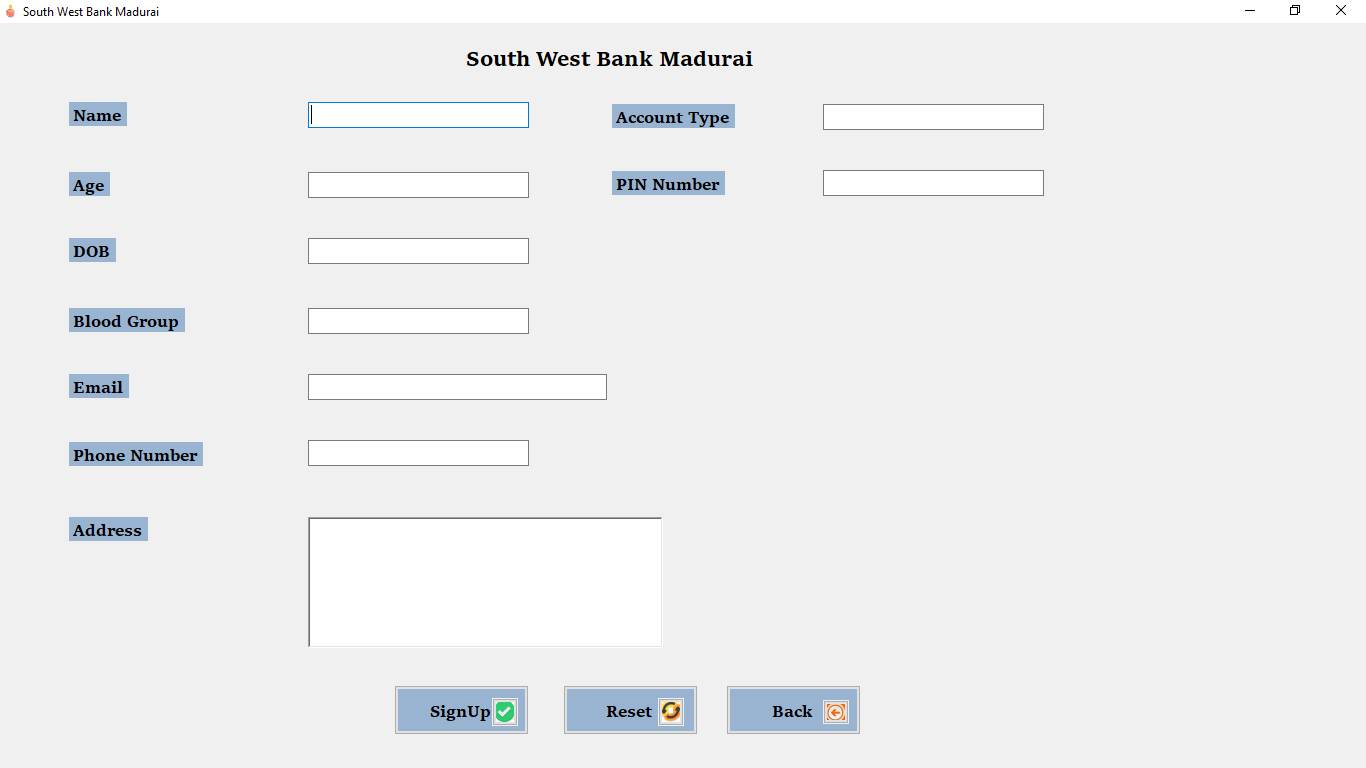 South West Bank Madurai
South West Bank Madurai
Name
Account Type
Age
PIN Number
DOB
Blood Group
Email
Phone Number
Address
SignUp
Reset
Back